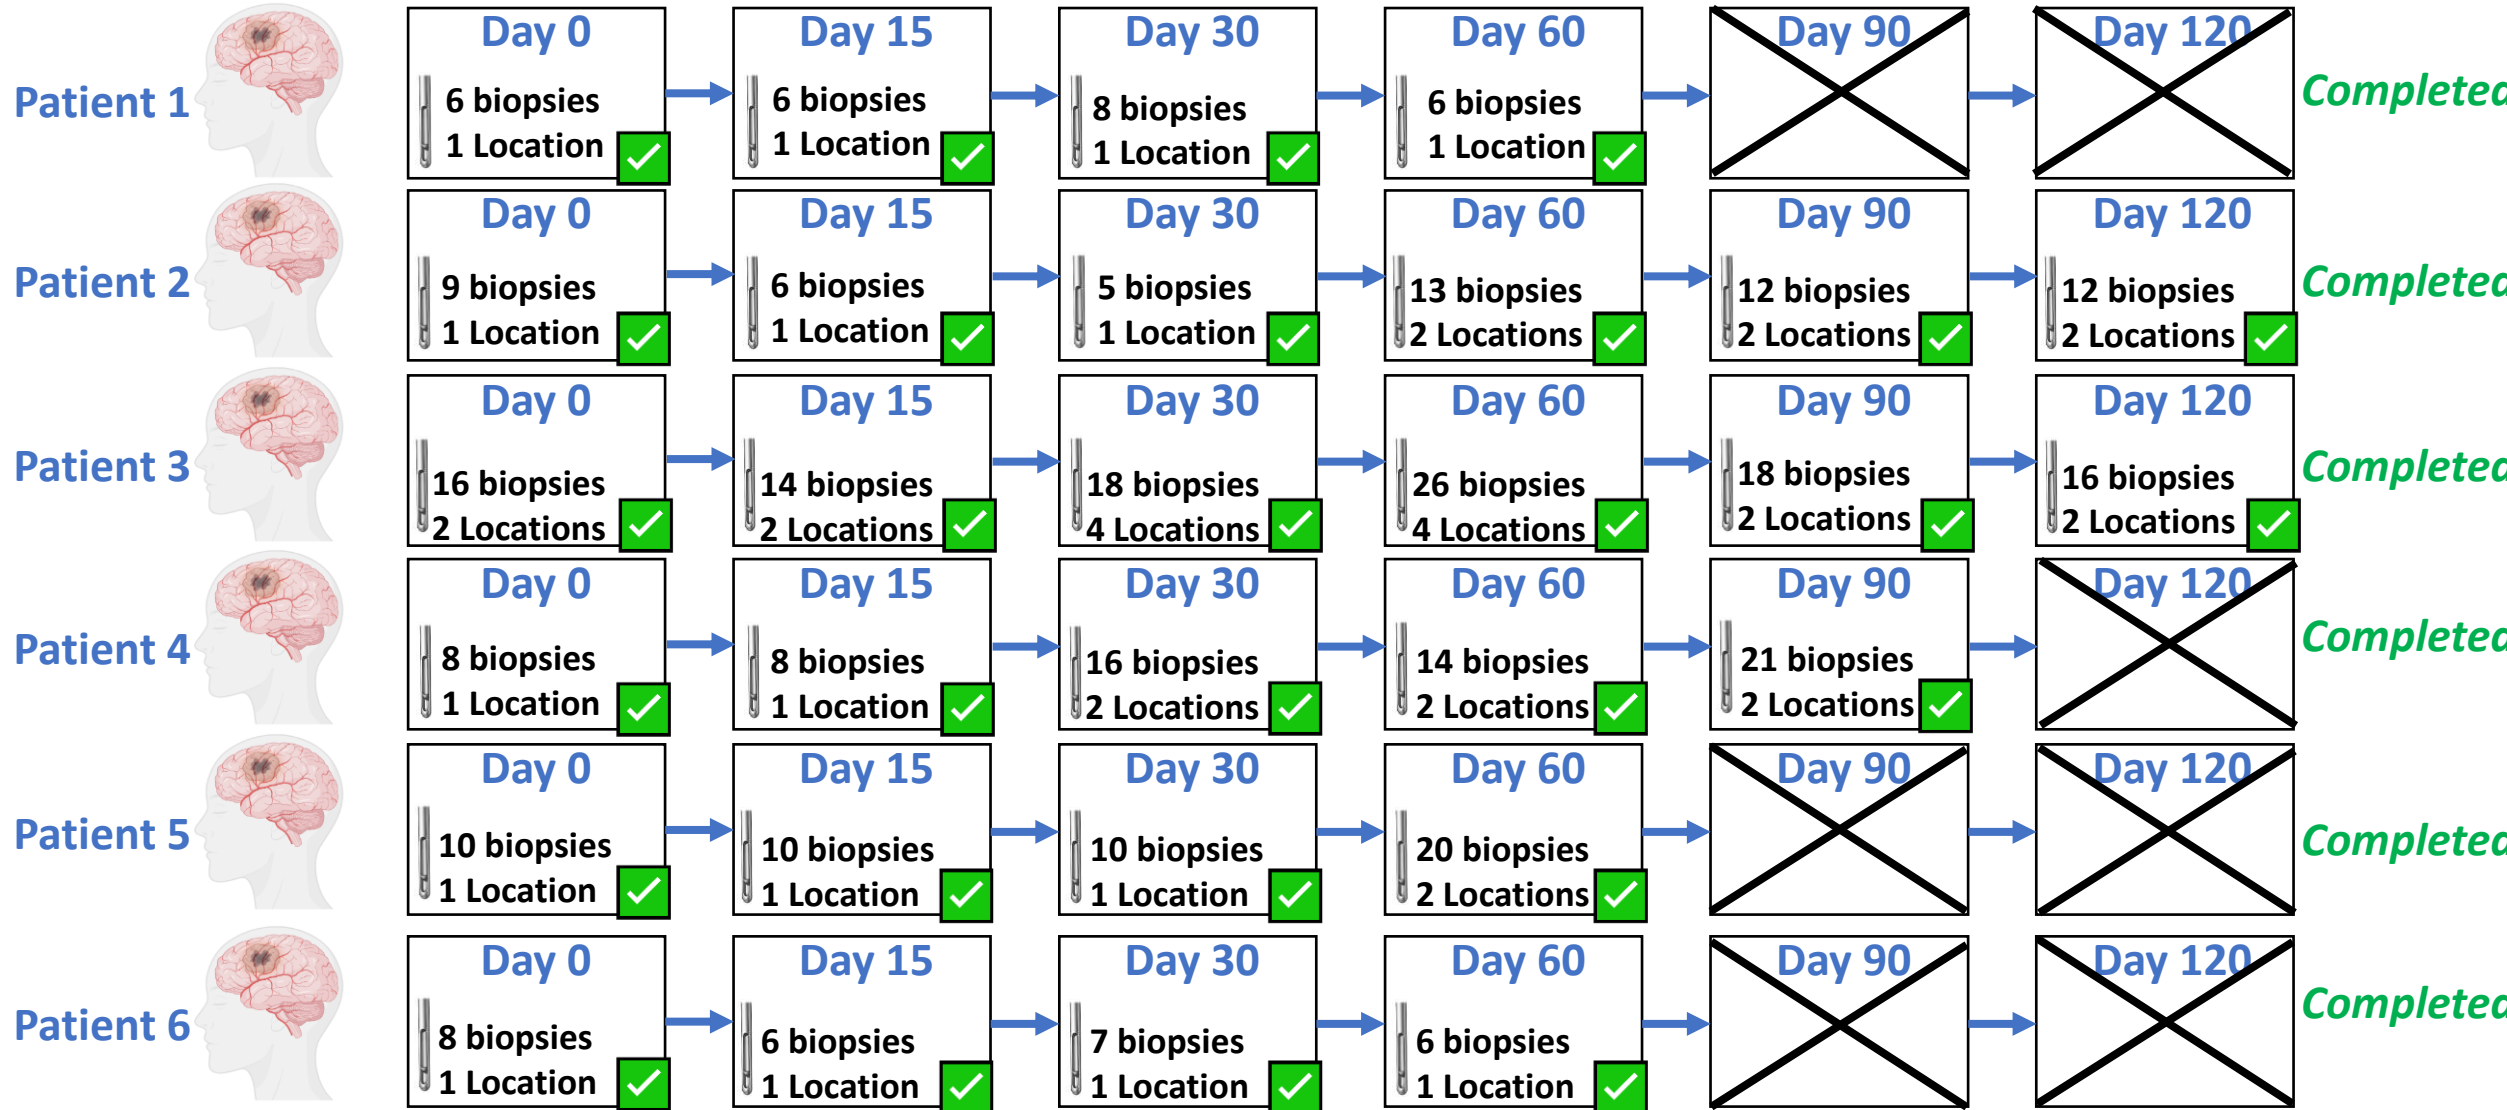 Patient 1
Day 0
6 biopsies
1 Location
Day 15
6 biopsies
1 Location
Day 30
8 biopsies
1 Location
Day 60
6 biopsies
1 Location
Day 90
Day 120
Completed
Patient 2
Day 0
9 biopsies
1 Location
Day 15
6 biopsies
1 Location
Day 30
5 biopsies
1 Location
Day 60
13 biopsies
2 Locations
Day 90
12 biopsies
2 Locations
Day 120
12 biopsies
2 Locations
Completed
Patient 3
Day 0
16 biopsies
2 Locations
Day 15
14 biopsies
2 Locations
Day 30
18 biopsies
4 Locations
Day 60
26 biopsies
4 Locations
Day 90
18 biopsies
2 Locations
Day 120
16 biopsies
2 Locations
Completed
Patient 4
Day 0
8 biopsies
1 Location
Day 15
8 biopsies
1 Location
Day 30
16 biopsies
2 Locations
Day 60
14 biopsies
2 Locations
Day 90
21 biopsies
2 Locations
Day 120
Completed
Patient 5
Day 0
10 biopsies
1 Location
Day 15
10 biopsies
1 Location
Day 30
10 biopsies
1 Location
Day 60
20 biopsies
2 Locations
Day 90
Day 120
Completed
Patient 6
Day 0
8 biopsies
1 Location
Day 15
6 biopsies
1 Location
Day 30
7 biopsies
1 Location
Day 60
6 biopsies
1 Location
Day 90
Day 120
Completed